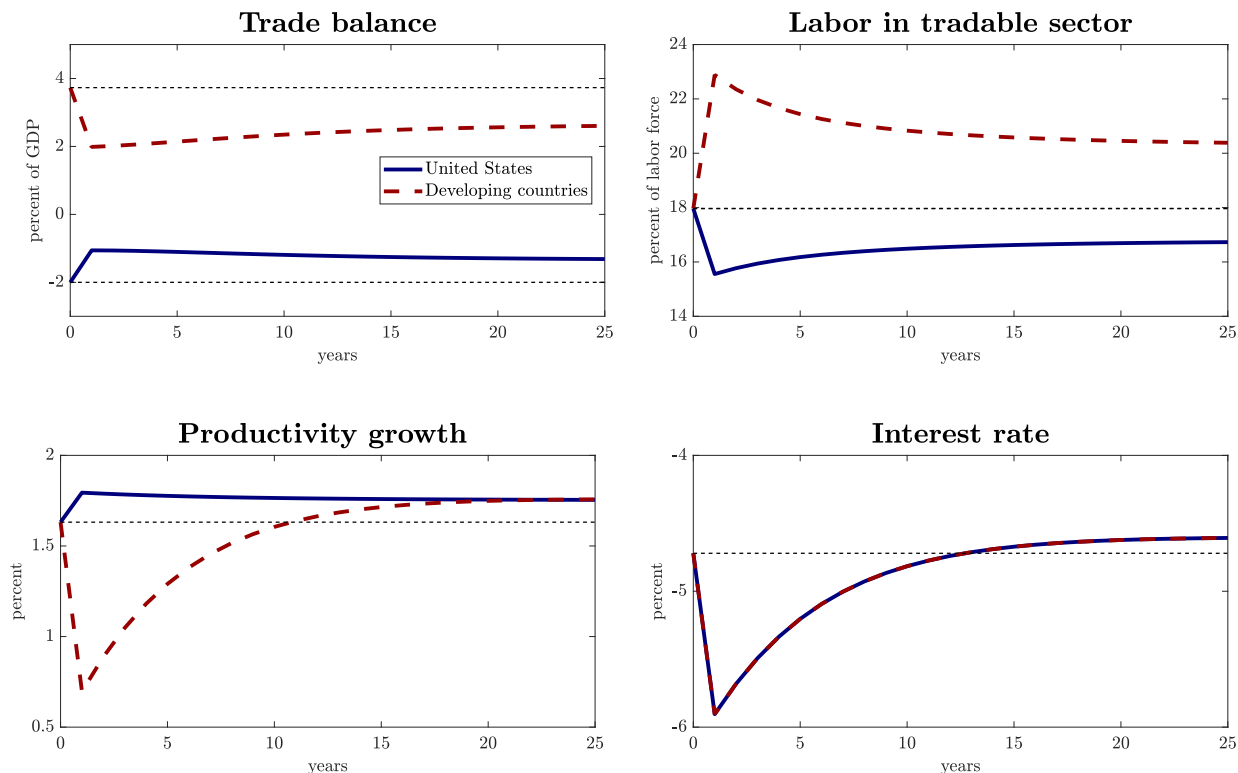 Trade balance
percent of GDP
4
2
0
-2
0 5 10 15 20 25
years
United States
Developing countries
Labor in tradable sector
percent of labor force
24
22
20
18
16
14
0 5 10 15 20 25
years
Productivity growth
percent
2
1.5
1
0.5
0 5 10 15 20 25
years
Interest rate
percent
-4
-5
-6
0 5 10 15 20 25
years